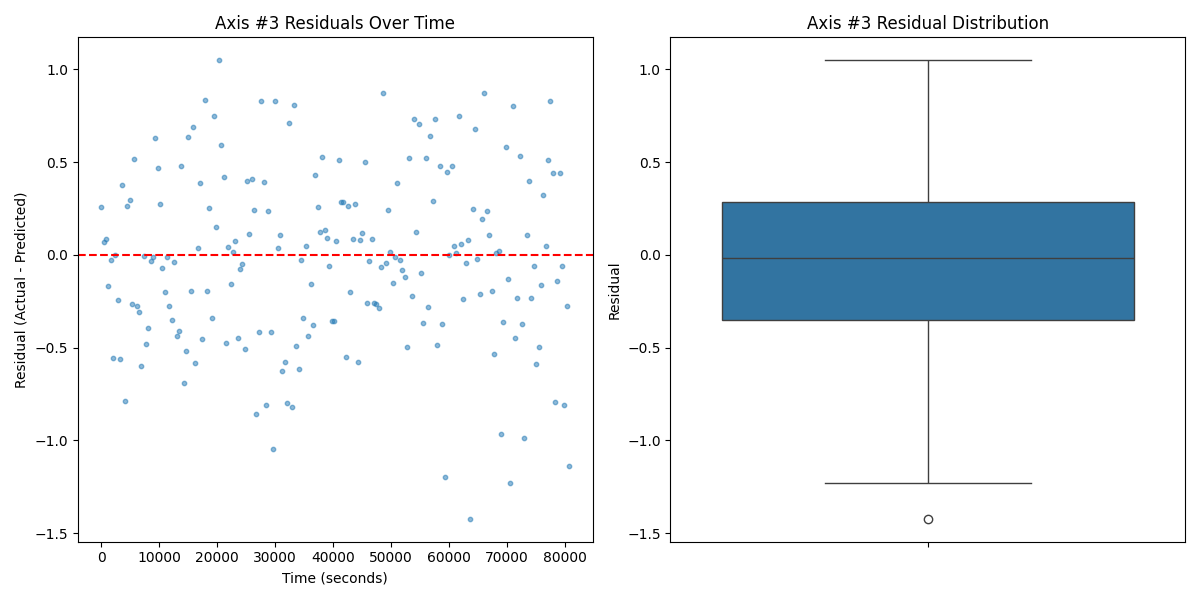 Axis #3 Residuals Over Time
Residual (Actual - Predicted)
1.0
0.5
0.0
−0.5
−1.0
−1.5
0 10000 20000 30000 40000 50000 60000 70000 80000
Time (seconds)
Axis #3 Residual Distribution
Residual
1.0
0.5
0.0
−0.5
−1.0
−1.5